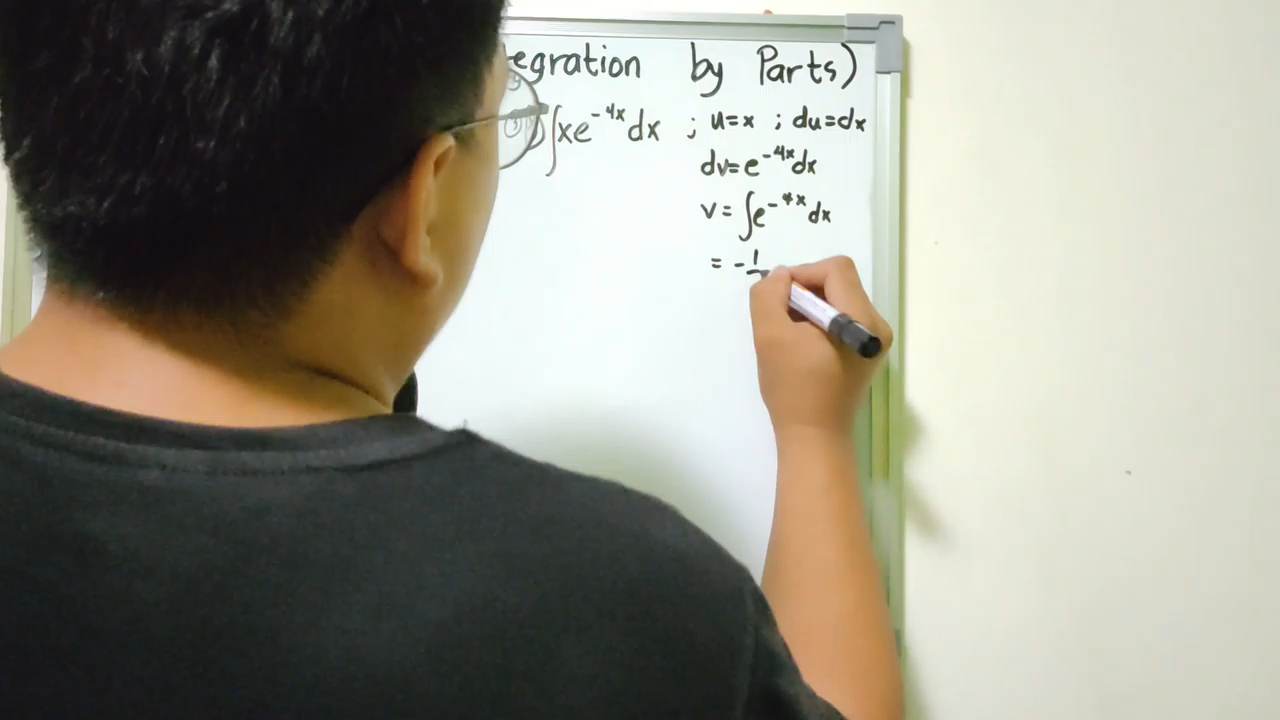 egration by Parts)
) ∫xe^{-4x}dx ; u=x ; du=dx
dv=e^{-4x}dx
v = ∫e^{-4x}dx
= -1